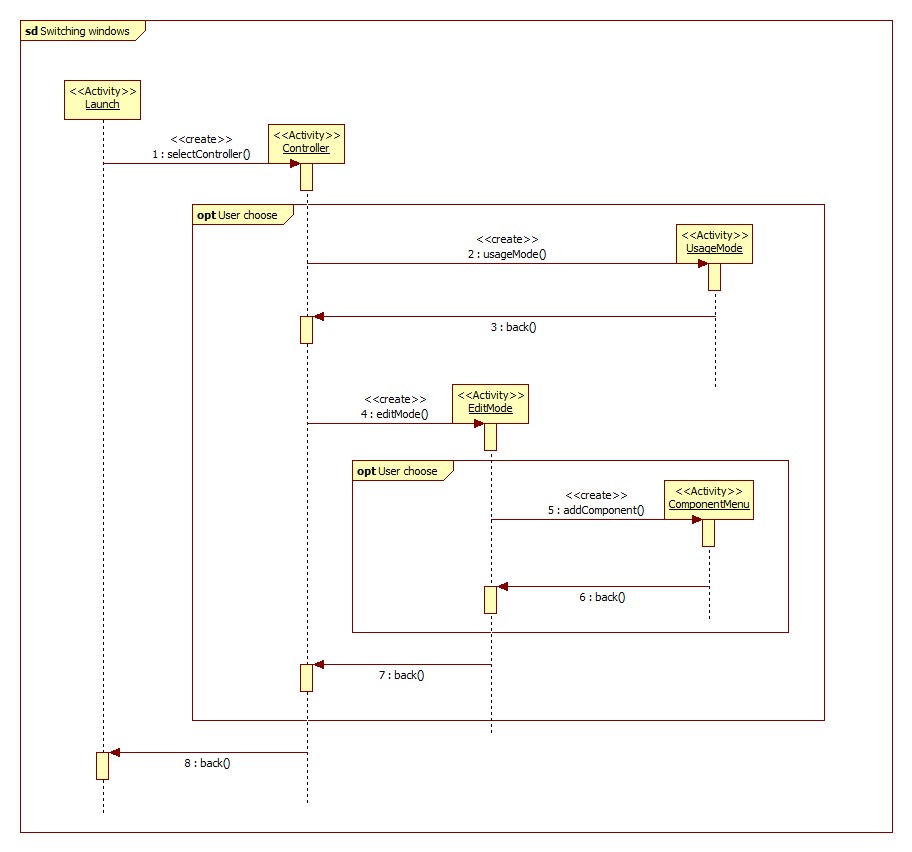 sd Switching windows
<<Activity>>
Launch
<<create>>
1 : selectController()
<<Activity>>
Controller
opt User choose
<<create>>
2 : usageMode()
<<Activity>>
UsageMode
3 : back()
<<create>>
4 : editMode()
<<Activity>>
EditMode
opt User choose
<<create>>
5 : addComponent()
<<Activity>>
ComponentMenu
6 : back()
7 : back()
8 : back()